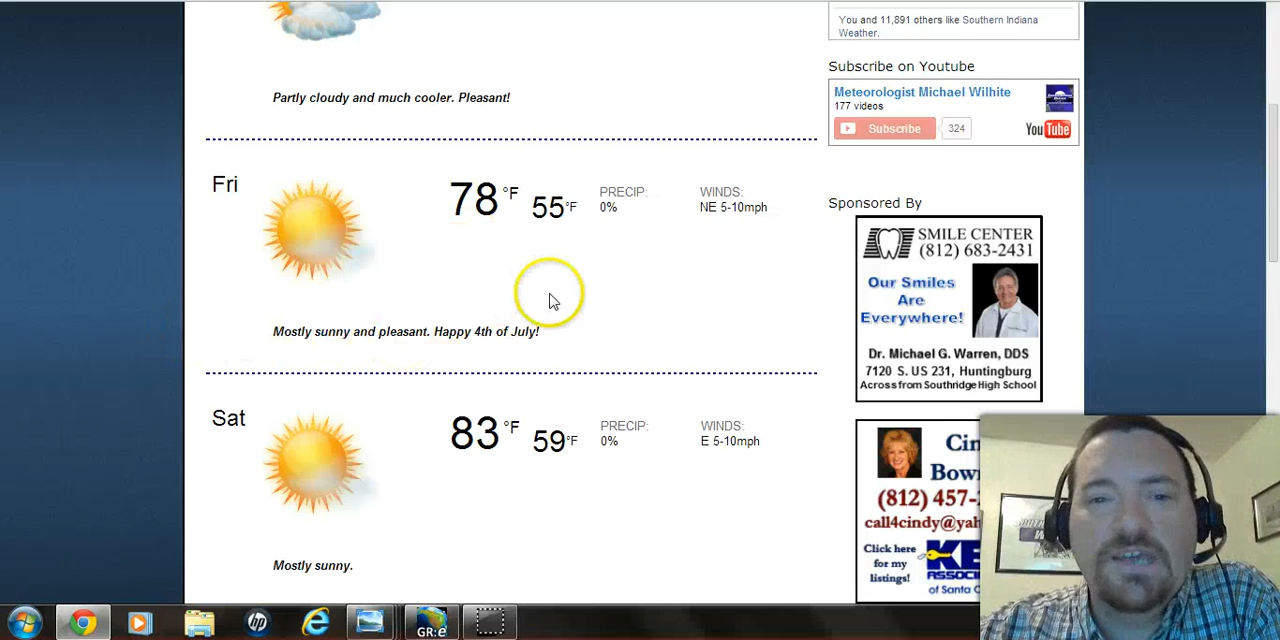 You and 11,891 others like Southern Indiana
Weather.
Subscribe on Youtube
Meteorologist Michael Wilhite
177 videos
Subscribe
324
You Tube
Partly cloudy and much cooler. Pleasant!
Fri
78 °F
55 °F
PRECIP:
0%
WINDS:
NE 5-10mph
Mostly sunny and pleasant. Happy 4th of July!
Sat
83 °F
59 °F
PRECIP:
0%
WINDS:
E 5-10mph
Mostly sunny.
Sponsored By
SMILE CENTER
(812) 683-2431
Our Smiles
Are
Everywhere!
Dr. Michael G. Warren, DDS
7120 S. US 231, Huntingburg
Across from Southridge High School
(812) 457-
Click here
for my
listings!
of Santa
hp
GR:e